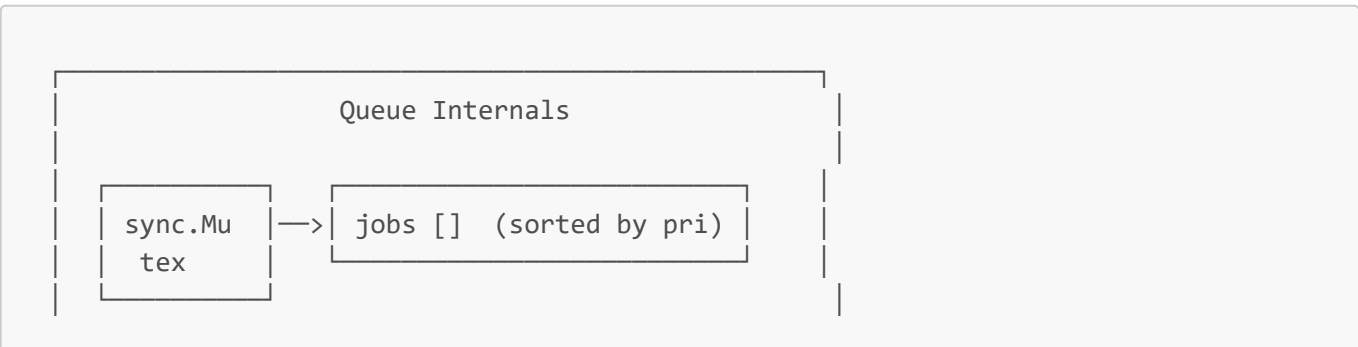 Queue Internals
sync.Mu ──>  jobs [] (sorted by pri)
tex